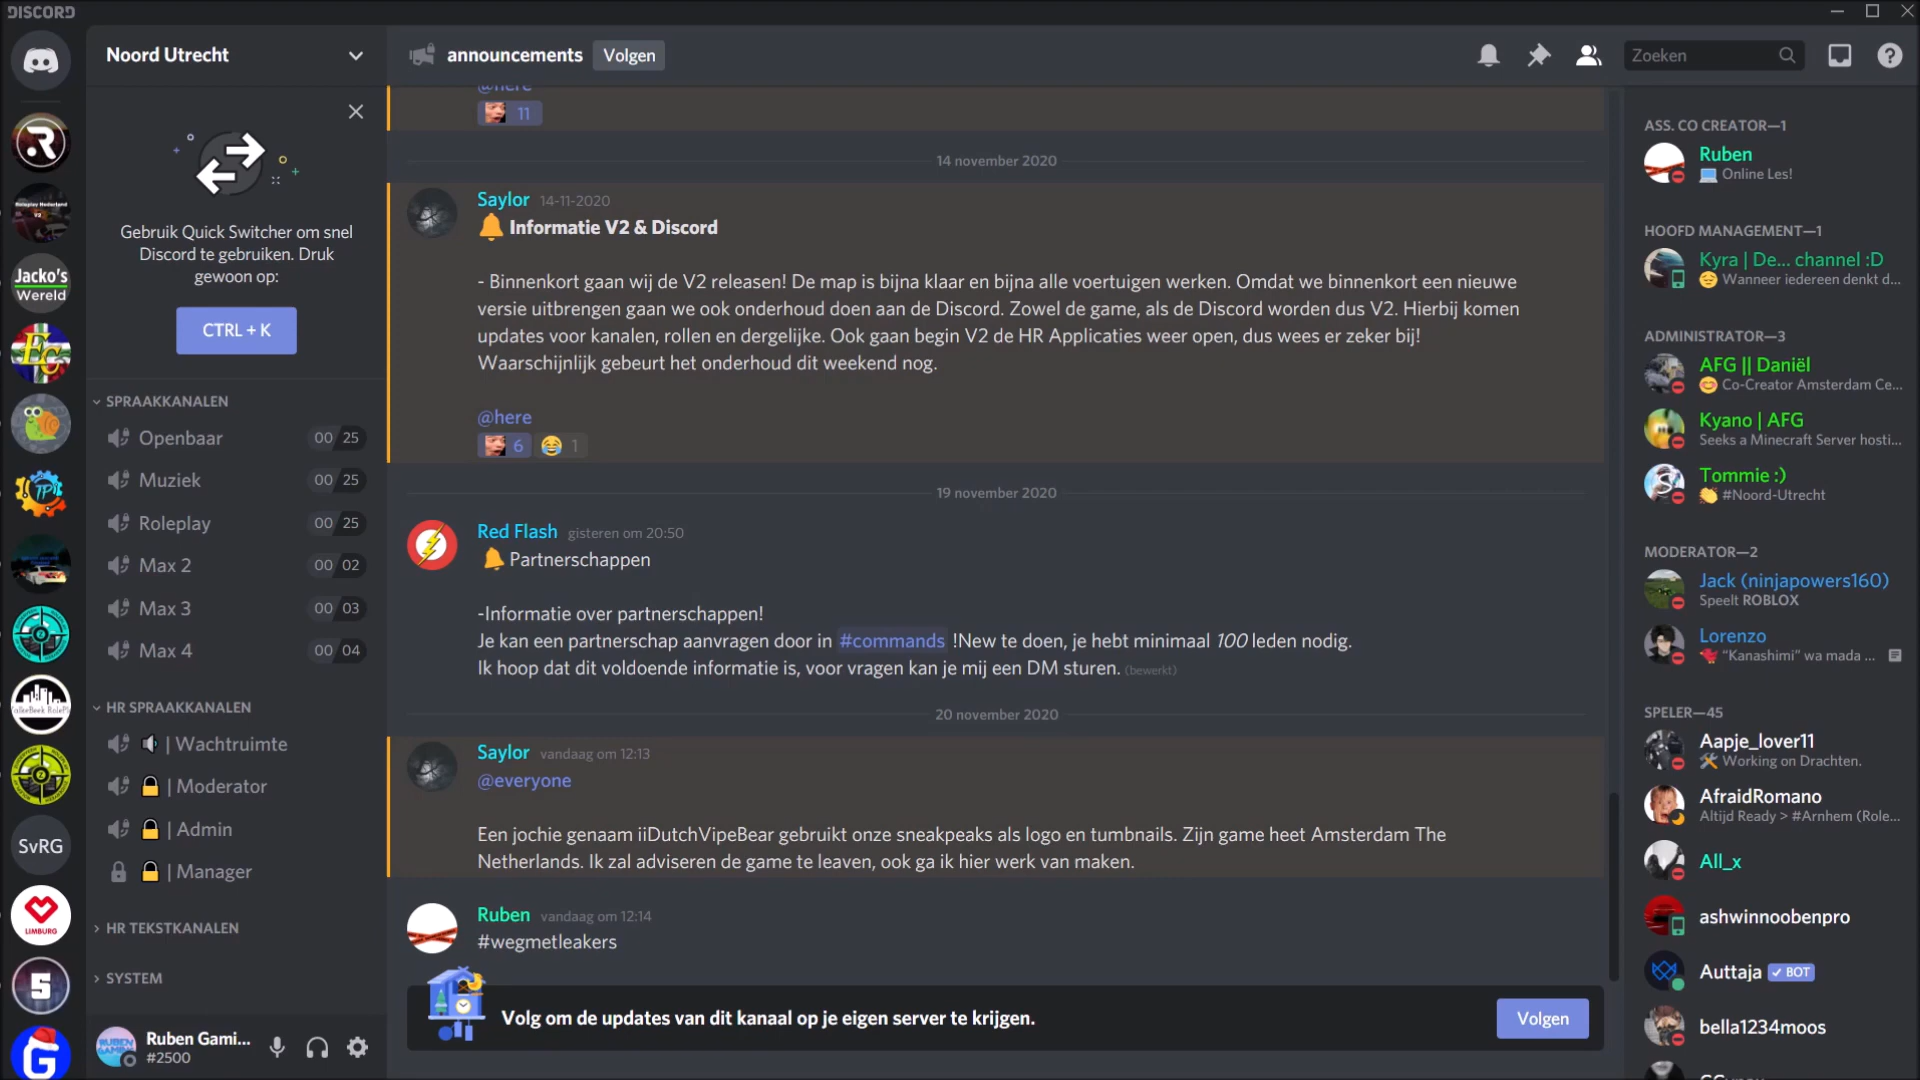 DISCORD
Noord Utrecht
announcements
Volgen
Zoeken
Roleplay Nederland
V2
Jacko's
Wereld
EC
TP
SvRG
LIMBURG
5
G
Gebruik Quick Switcher om snel
Discord te gebruiken. Druk
gewoon op:
CTRL + K
SPRAAKKANALEN
Openbaar 00 25
Muziek 00 25
Roleplay 00 25
Max 2 00 02
Max 3 00 03
Max 4 00 04
HR SPRAAKKANALEN
| Wachtruimte
| Moderator
| Admin
| Manager
HR TEKSTKANALEN
SYSTEM
Ruben Gami...
#2500
@here
11
14 november 2020
Saylor 14-11-2020
Informatie V2 & Discord
- Binnenkort gaan wij de V2 releasen! De map is bijna klaar en bijna alle voertuigen werken. Omdat we binnenkort een nieuwe
versie uitbrengen gaan we ook onderhoud doen aan de Discord. Zowel de game, als de Discord worden dus V2. Hierbij komen
updates voor kanalen, rollen en dergelijke. Ook gaan begin V2 de HR Applicaties weer open, dus wees er zeker bij!
Waarschijnlijk gebeurt het onderhoud dit weekend nog.
@here
6 1
19 november 2020
Red Flash gisteren om 20:50
Partnerschappen
-Informatie over partnerschappen!
Je kan een partnerschap aanvragen door in #commands !New te doen, je hebt minimaal 100 leden nodig.
Ik hoop dat dit voldoende informatie is, voor vragen kan je mij een DM sturen. (bewerkt)
20 november 2020
Saylor vandaag om 12:13
@everyone
Een jochie genaam iiDutchVipeBear gebruikt onze sneakpeaks als logo en tumbnails. Zijn game heet Amsterdam The
Netherlands. Ik zal adviseren de game te leaven, ook ga ik hier werk van maken.
Ruben vandaag om 12:14
#wegmetleakers
Volg om de updates van dit kanaal op je eigen server te krijgen.
Volgen
ASS. CO CREATOR—1
Ruben
Online Les!
HOOFD MANAGEMENT—1
Kyra | De... channel :D
Wanneer iedereen denkt d...
ADMINISTRATOR—3
AFG || Daniël
Co-Creator Amsterdam Ce...
Kyano | AFG
Seeks a Minecraft Server hosti...
Tommie :)
#Noord-Utrecht
MODERATOR—2
Jack (ninjapowers160)
Speelt ROBLOX
Lorenzo
"Kanashimi" wa mada ...
SPELER—45
Aapje_lover11
Working on Drachten.
AfraidRomano
Altijd Ready > #Arnhem (Role...
All_x
ashwinnoobenpro
Auttaja BOT
bella1234moos